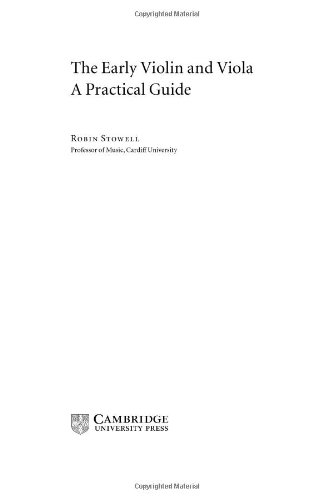 Copyrighted Material
The Early Violin and Viola
A Practical Guide
ROBIN STOWELL
Professor of Music, Cardiff University
CAMBRIDGE
UNIVERSITY PRESS
Copyrighted Material